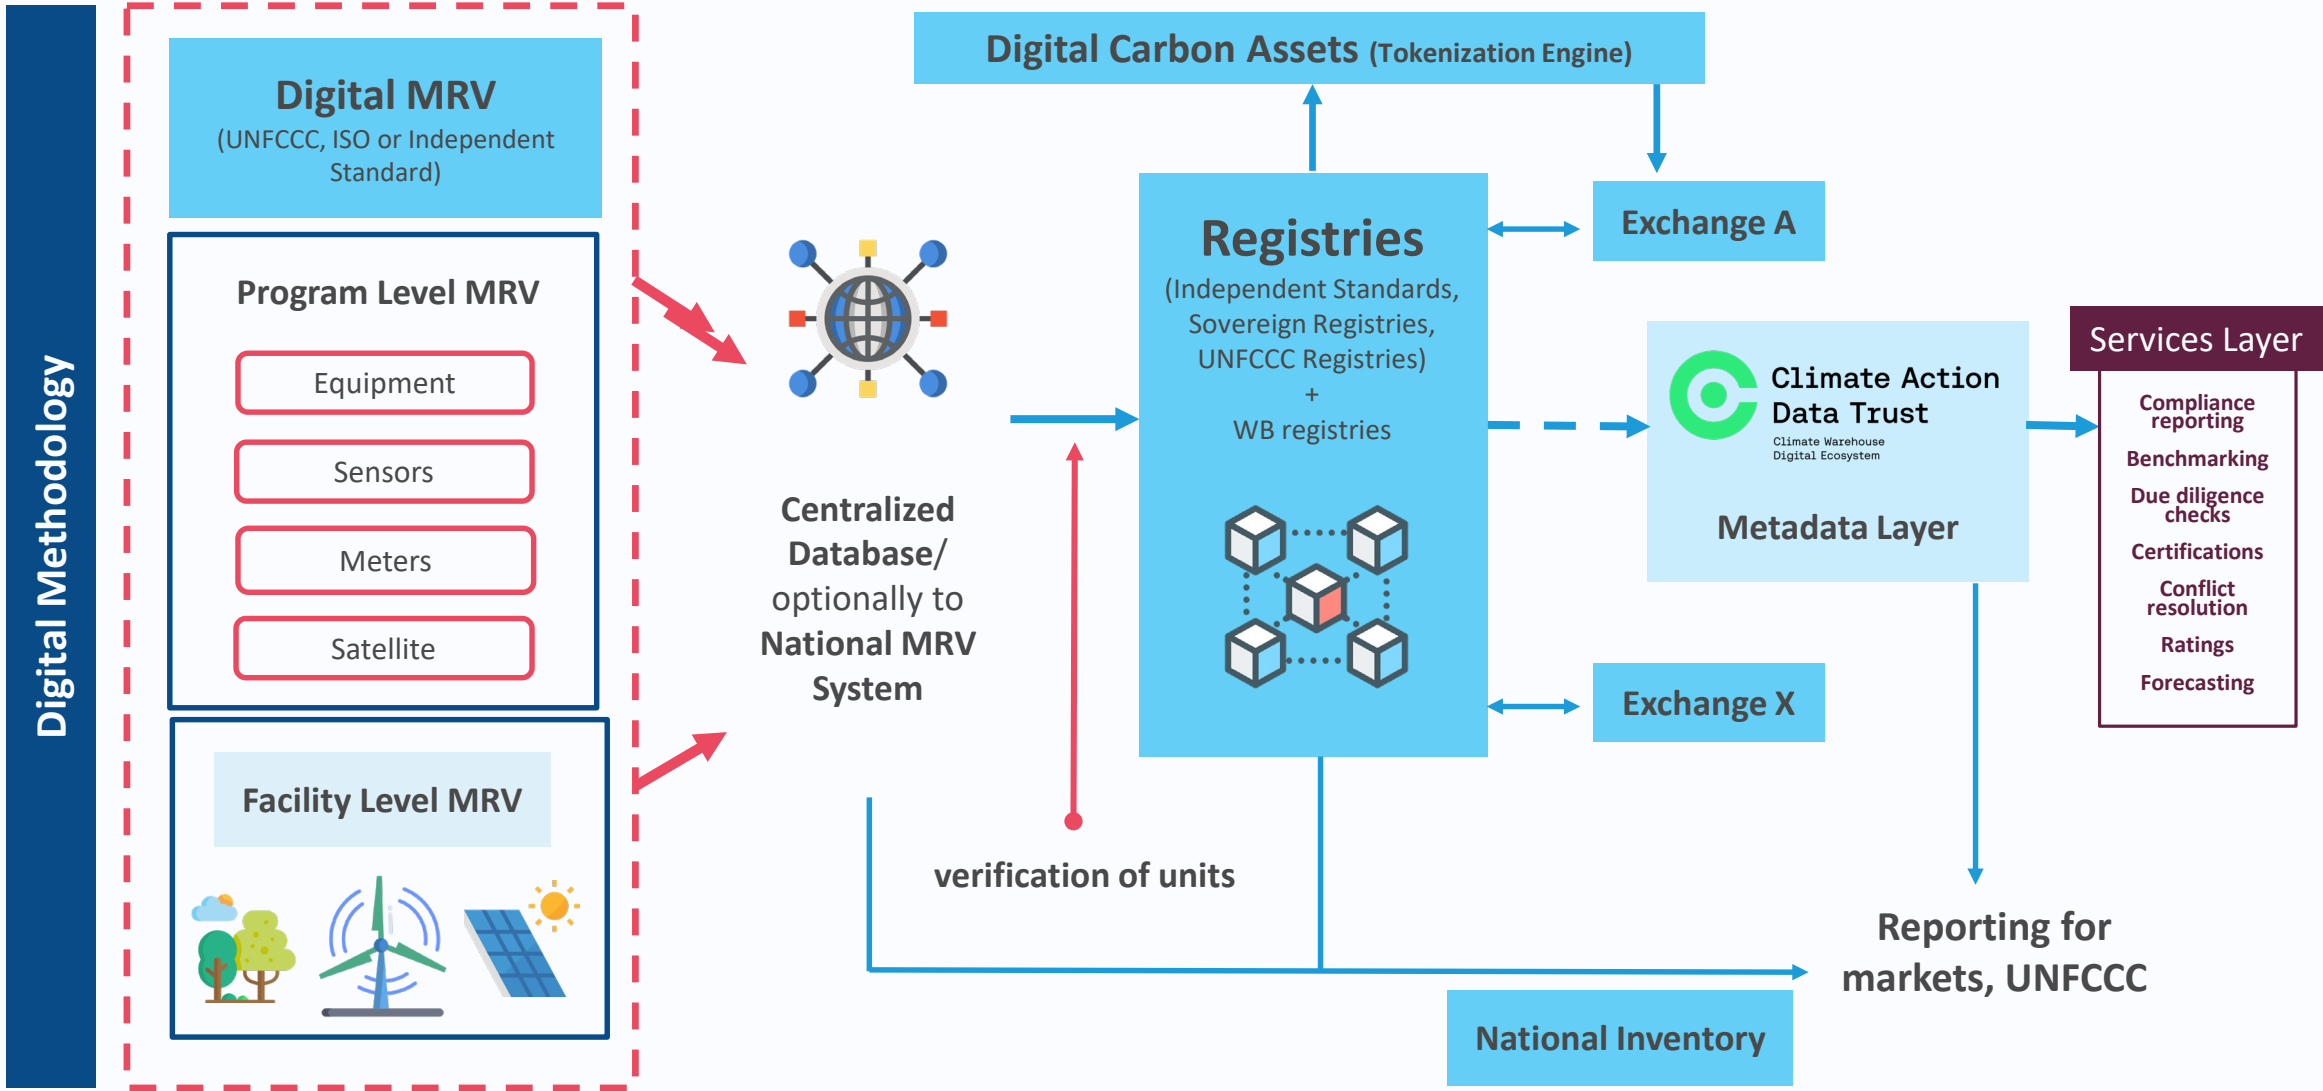 Digital Methodology
Digital MRV
(UNFCCC, ISO or Independent
Standard)
Program Level MRV
Equipment
Sensors
Meters
Satellite
Facility Level MRV
Centralized
Database/
optionally to
National MRV
System
verification of units
Digital Carbon Assets (Tokenization Engine)
Registries
(Independent Standards,
Sovereign Registries,
UNFCCC Registries)
+
WB registries
Exchange A
Exchange X
Climate Action
Data Trust
Climate Warehouse
Digital Ecosystem
Metadata Layer
Services Layer
Compliance
reporting
Benchmarking
Due diligence
checks
Certifications
Conflict
resolution
Ratings
Forecasting
Reporting for
markets, UNFCCC
National Inventory